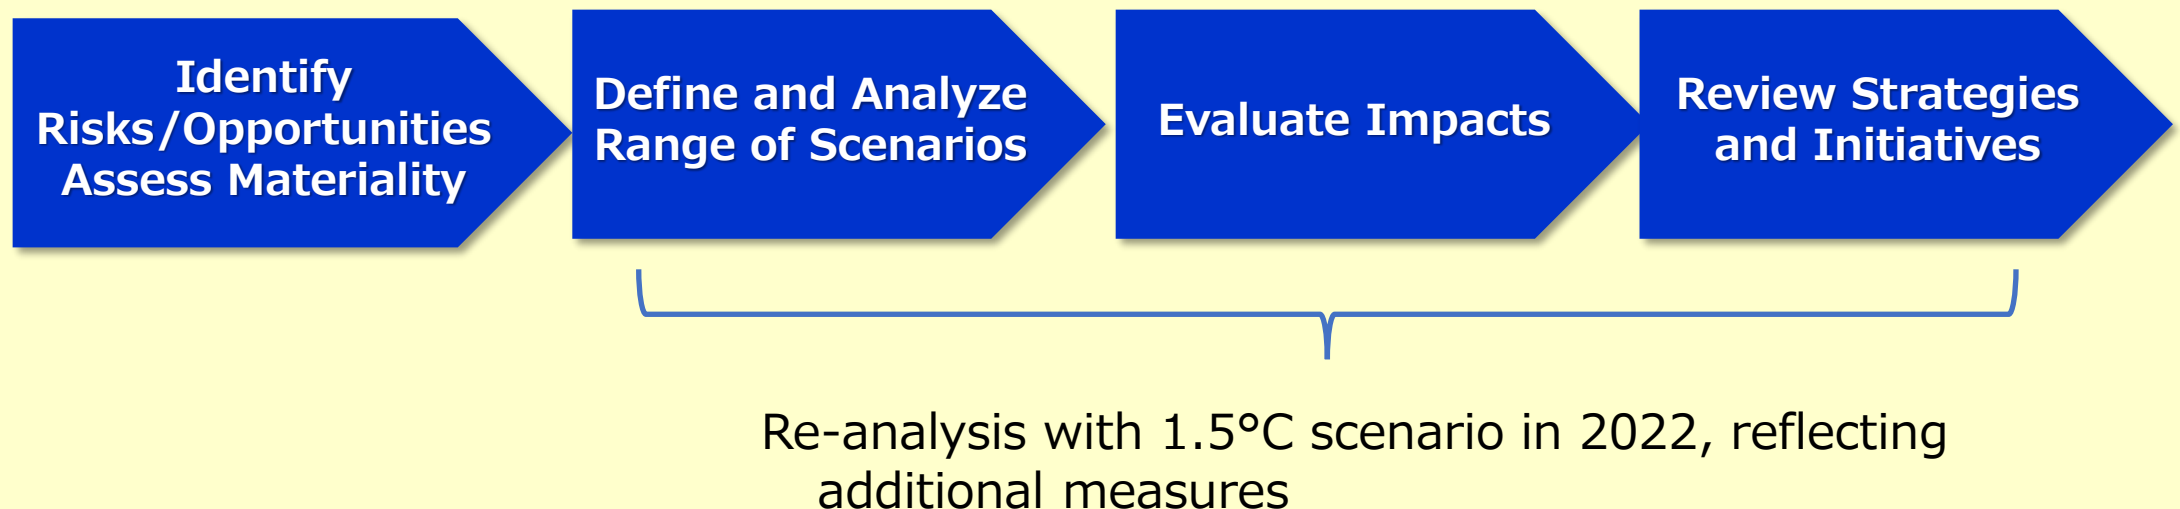 Identify
Risks/Opportunities
Assess Materiality
Define and Analyze
Range of Scenarios
Evaluate Impacts
Review Strategies
and Initiatives
Re-analysis with 1.5°C scenario in 2022, reflecting
additional measures